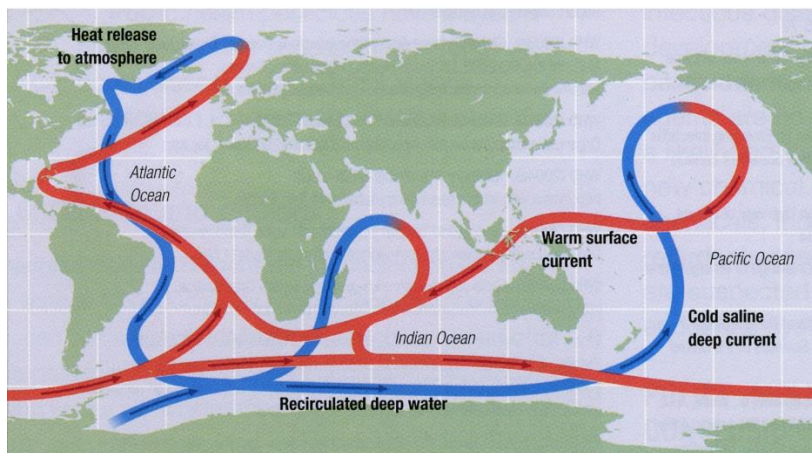 Heat release
to atmosphere
Atlantic
Ocean
Warm surface
current
Pacific Ocean
Cold saline
deep current
Indian Ocean
Recirculated deep water